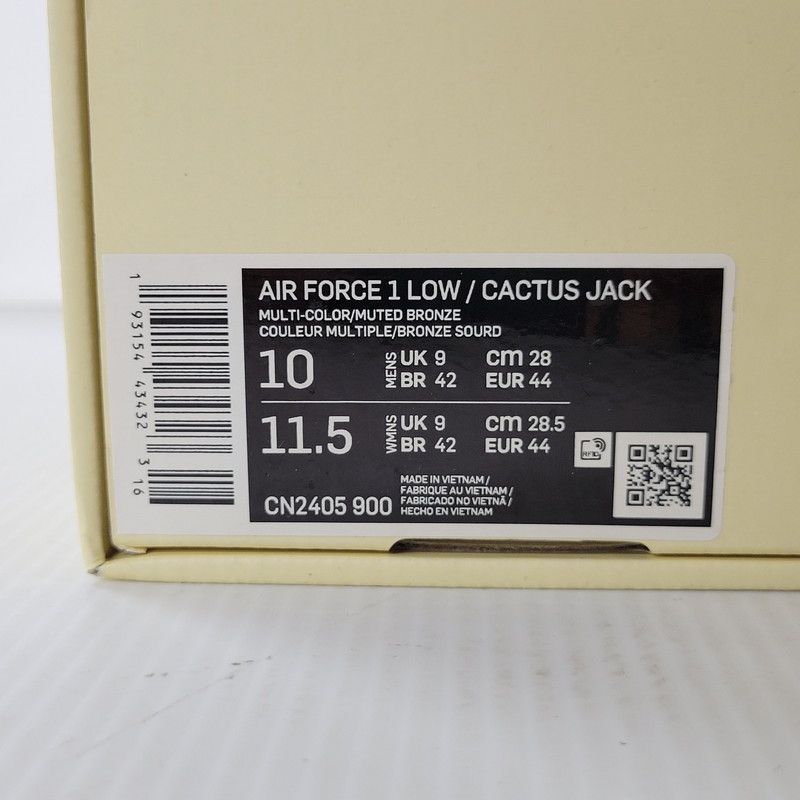 AIR FORCE 1 LOW / CACTUS JACK
MULTI-COLOR/MUTED BRONZE
COULEUR MULTIPLE/BRONZE SOURD
10 MENS UK 9 cm 28
BR 42 EUR 44
11.5 WMNS UK 9 cm 28.5
BR 42 EUR 44
RFID
CN2405 900
MADE IN VIETNAM /
FABRIQUE AU VIETNAM /
FABRICADO NO VIETNÃ /
HECHO EN VIETNAM
1 93154 43432 3 16